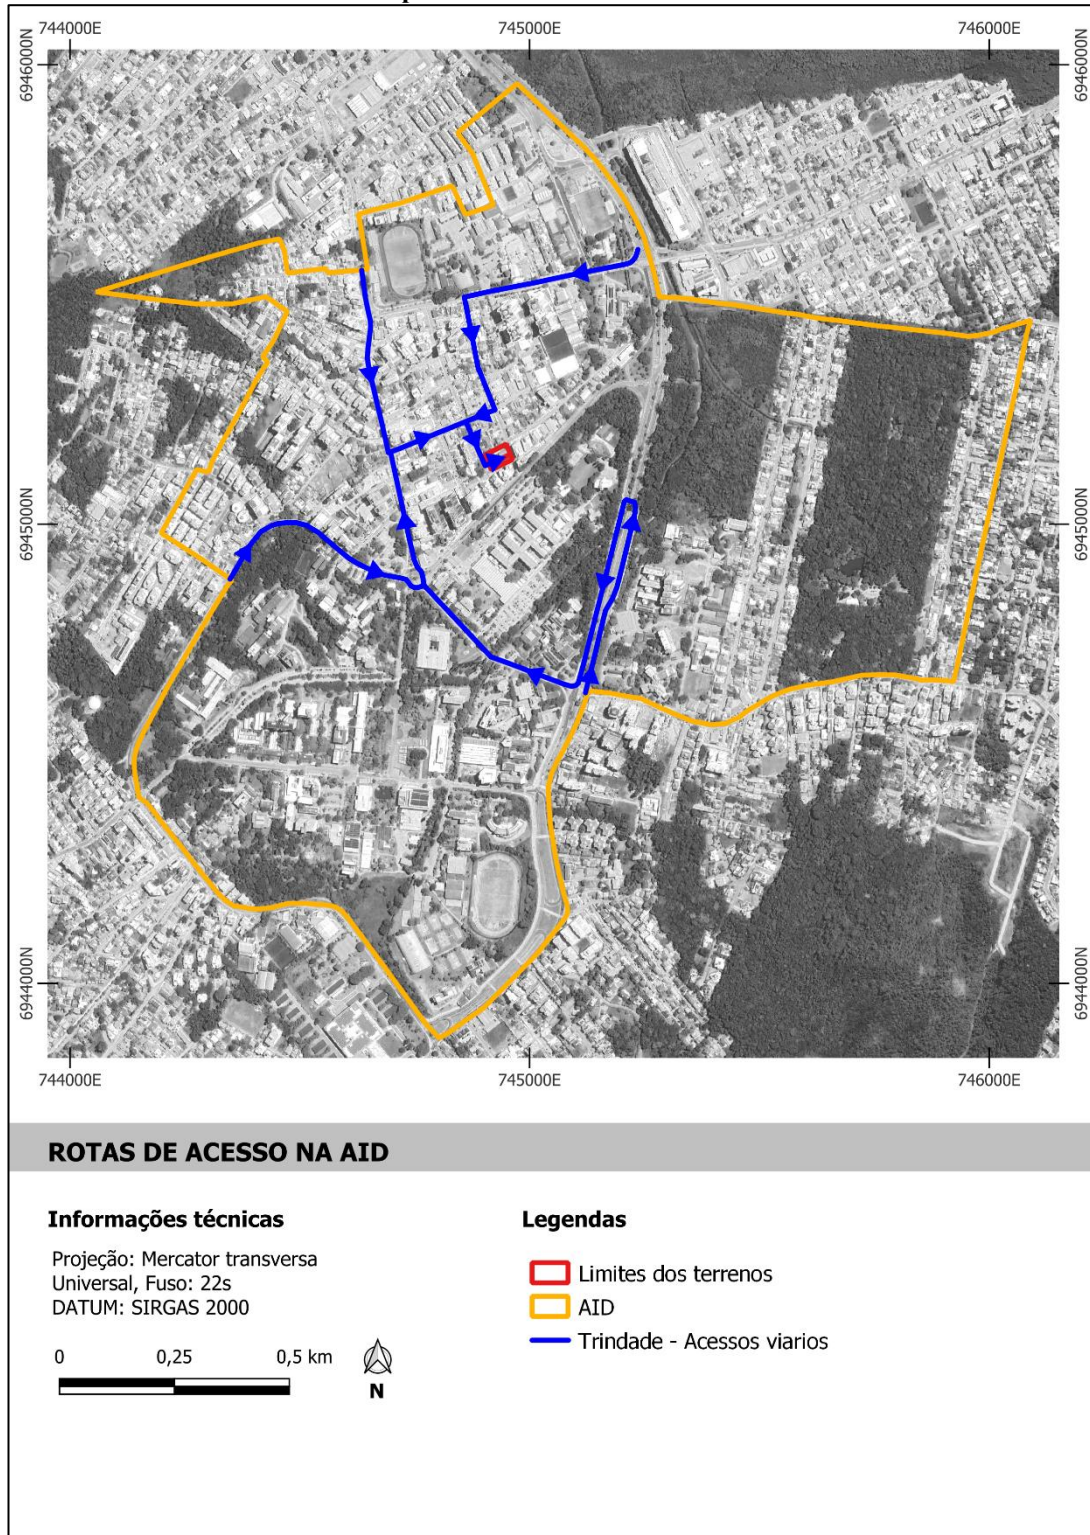 744000E 745000E 746000E
6946000N 6946000N
6945000N 6945000N
6944000N 6944000N
744000E 745000E 746000E
ROTAS DE ACESSO NA AID
Informações técnicas
Projeção: Mercator transversa
Universal, Fuso: 22s
DATUM: SIRGAS 2000
0 0,25 0,5 km
N
Legendas
Limites dos terrenos
AID
Trindade - Acessos viarios